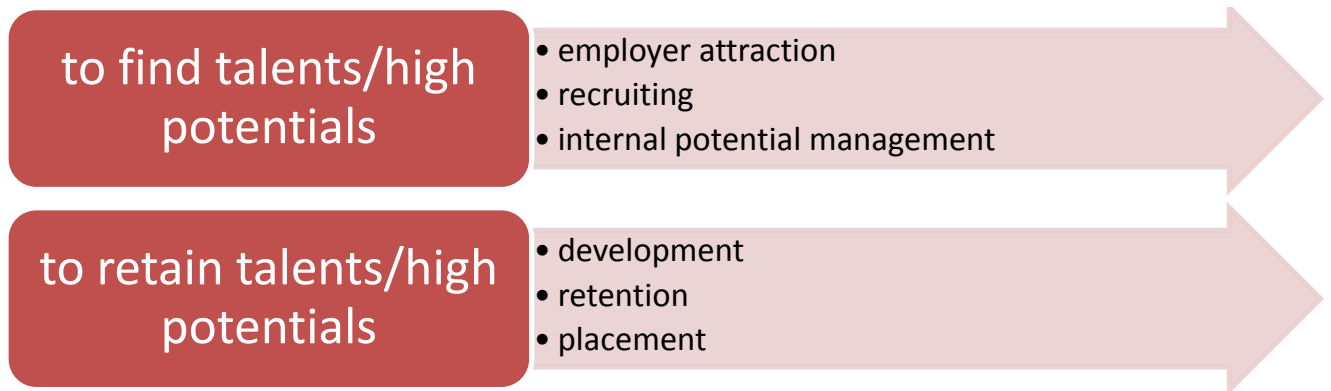 to find talents/high
potentials
• employer attraction
• recruiting
• internal potential management
to retain talents/high
potentials
• development
• retention
• placement